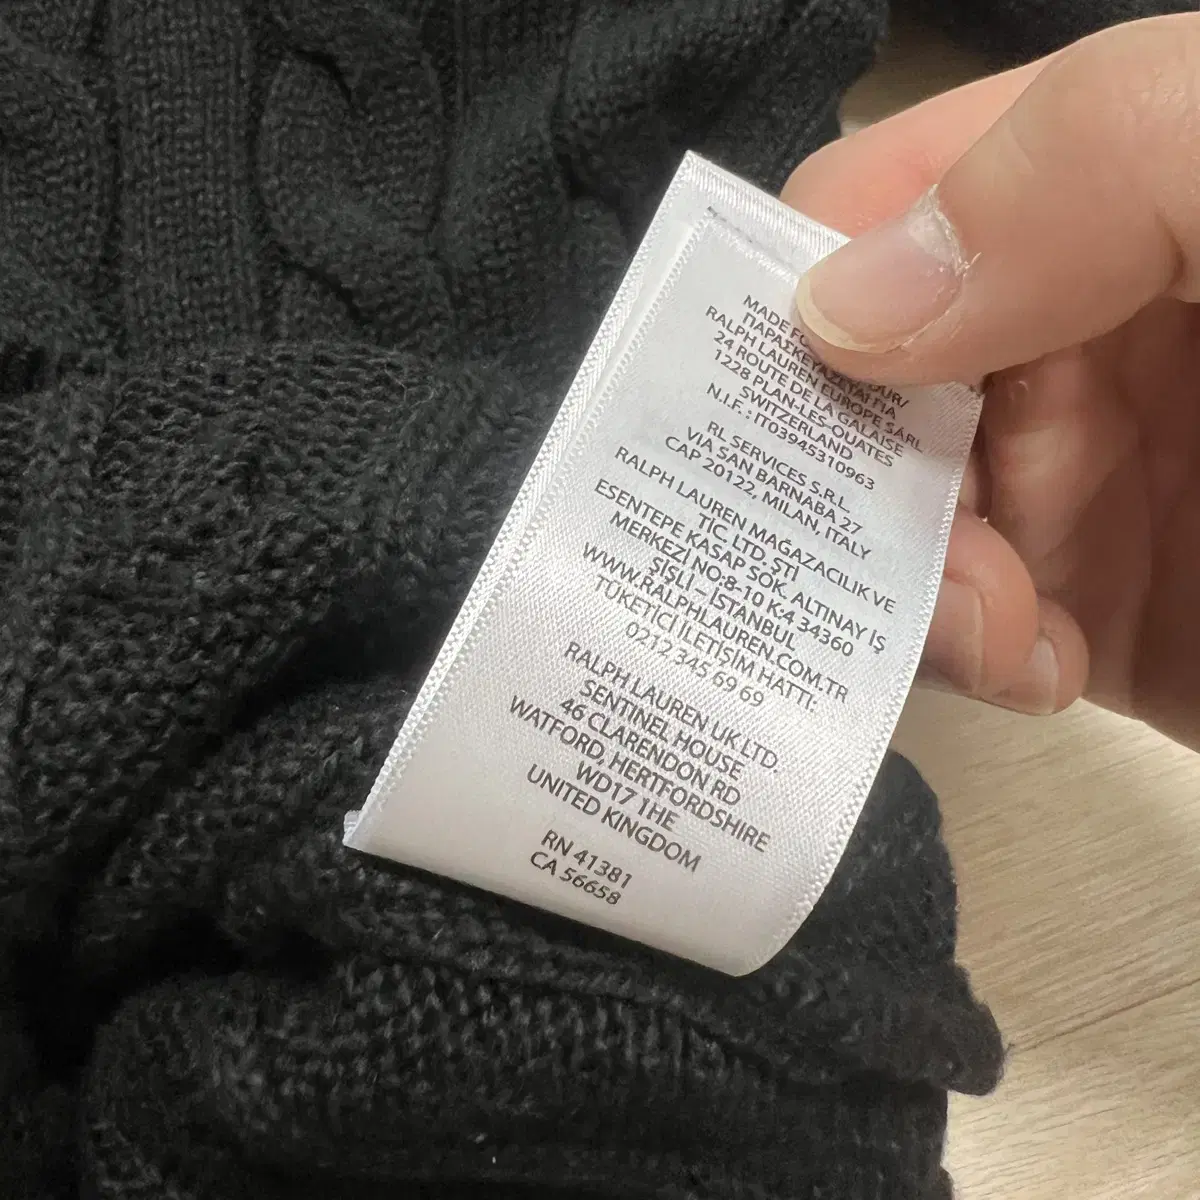 MADE
ΠΑΡΑΣΚΕΥΑΖΕΤΑΙ ΓΙΑ
RALPH LAUREN EUROPE SARL
24 ROUTE DE LA GALAISE
1228 PLAN-LES-OUATES
SWITZERLAND
N.I.F.: IT03945310963
RL SERVICES S.R.L.
VIA SAN BARNABA 27
CAP 20122, MILAN, ITALY
RALPH LAUREN MAĞAZACILIK VE
TİC. LTD. ŞTİ
ESENTEPE KASAP SOK. ALTINAY İŞ
MERKEZİ NO:8-10 K:4 34360
ŞİŞLİ – İSTANBUL
WWW.RALPHLAUREN.COM.TR
TÜKETİCİ İLETİŞİM HATTI:
0212 345 69 69
RALPH LAUREN UK LTD.
SENTINEL HOUSE
46 CLARENDON RD
WATFORD, HERTFORDSHIRE
WD17 1HE
UNITED KINGDOM
RN 41381
CA 56658